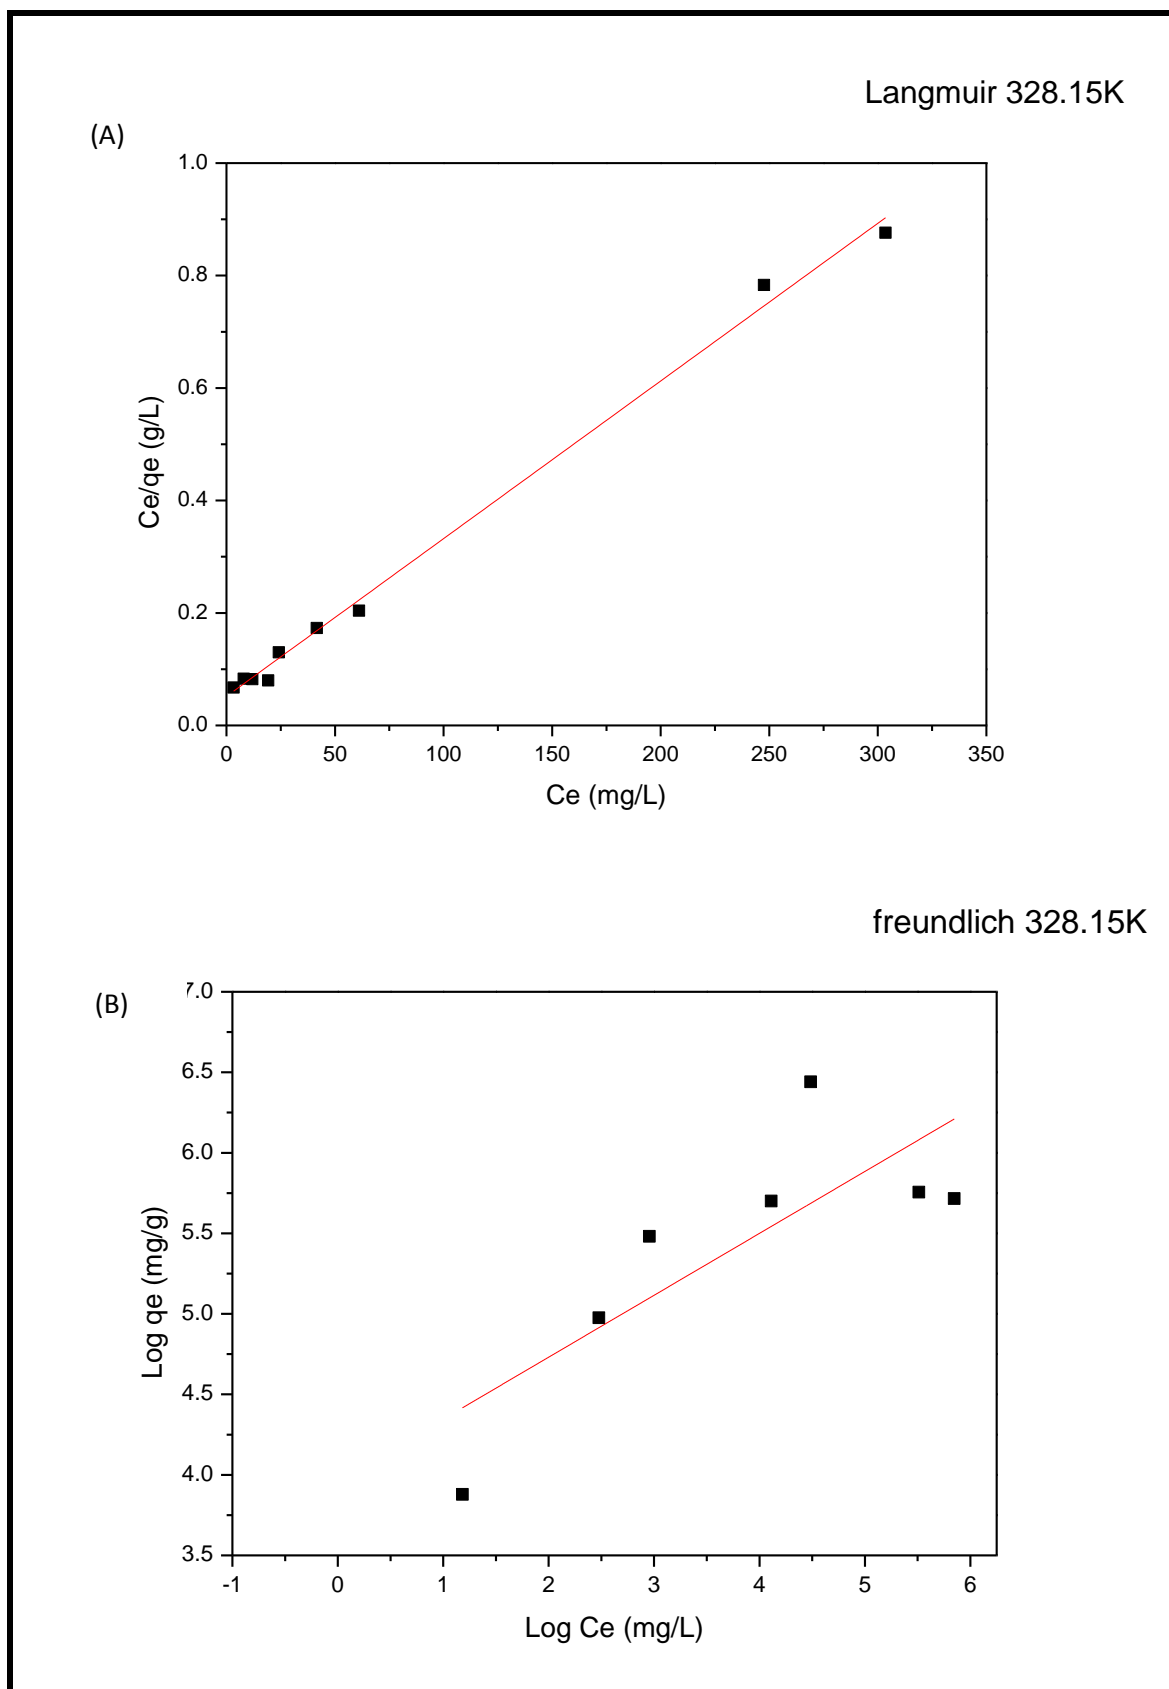 Langmuir 328.15K
(A)
1.0
0.8
0.6
0.4
0.2
0.0
Ce/qe (g/L)
0 50 100 150 200 250 300 350
Ce (mg/L)
freundlich 328.15K
(B)
7.0
6.5
6.0
5.5
5.0
4.5
4.0
3.5
Log qe (mg/g)
-1 0 1 2 3 4 5 6
Log Ce (mg/L)